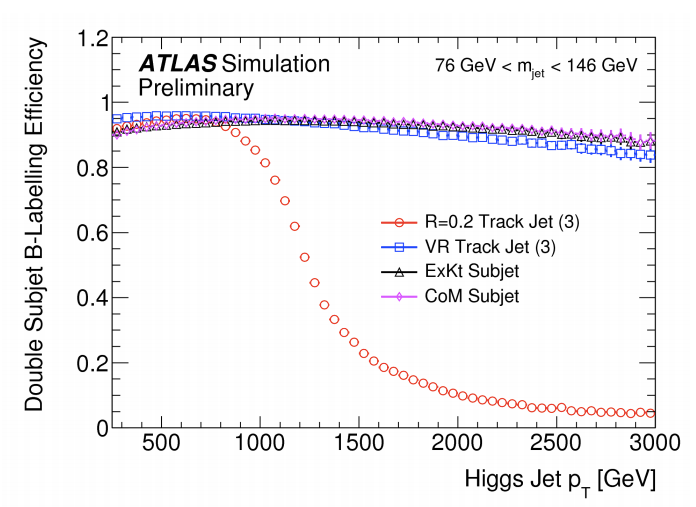 Double Subjet B-Labelling Efficiency
1.2
1
0.8
0.6
0.4
0.2
0
ATLAS Simulation
Preliminary
76 GeV < m_jet < 146 GeV
R=0.2 Track Jet (3)
VR Track Jet (3)
ExKt Subjet
CoM Subjet
500 1000 1500 2000 2500 3000
Higgs Jet p_T [GeV]